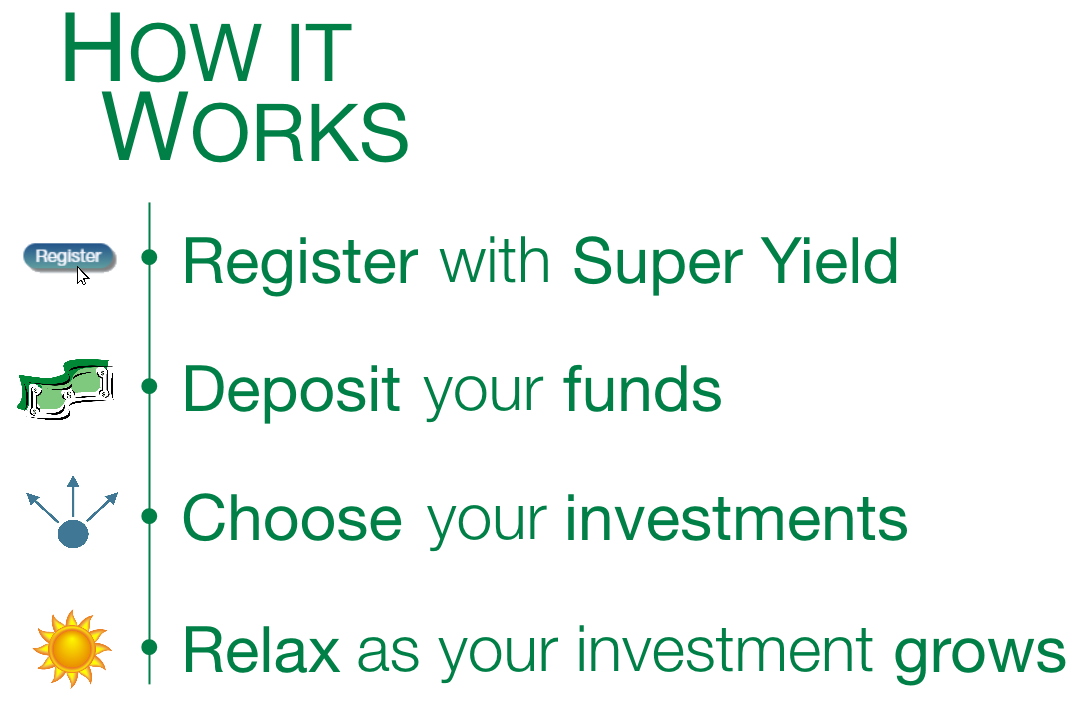 HOW IT
WORKS
Register
Register with Super Yield
Deposit your funds
Choose your investments
Relax as your investment grows